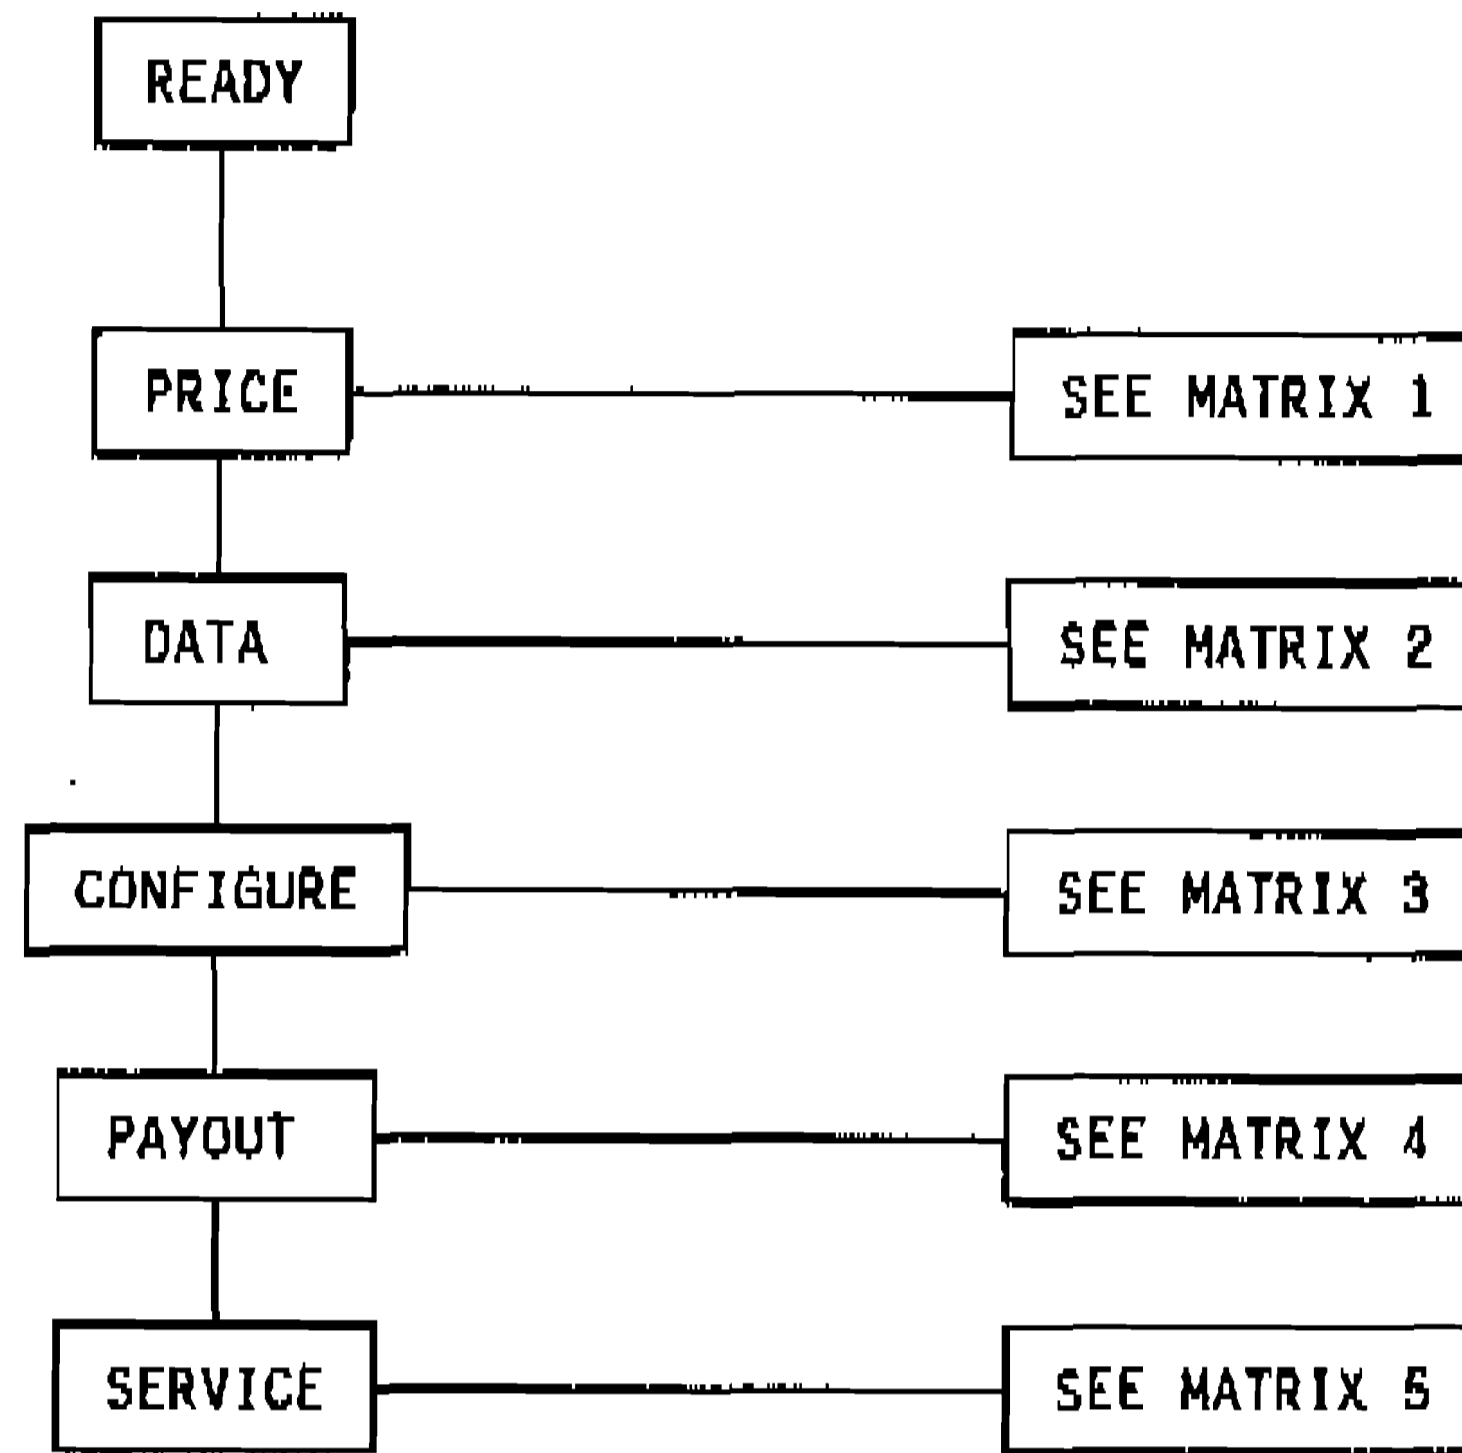 READY
PRICE
SEE MATRIX 1
DATA
SEE MATRIX 2
CONFIGURE
SEE MATRIX 3
PAYOUT
SEE MATRIX 4
SERVICE
SEE MATRIX 5